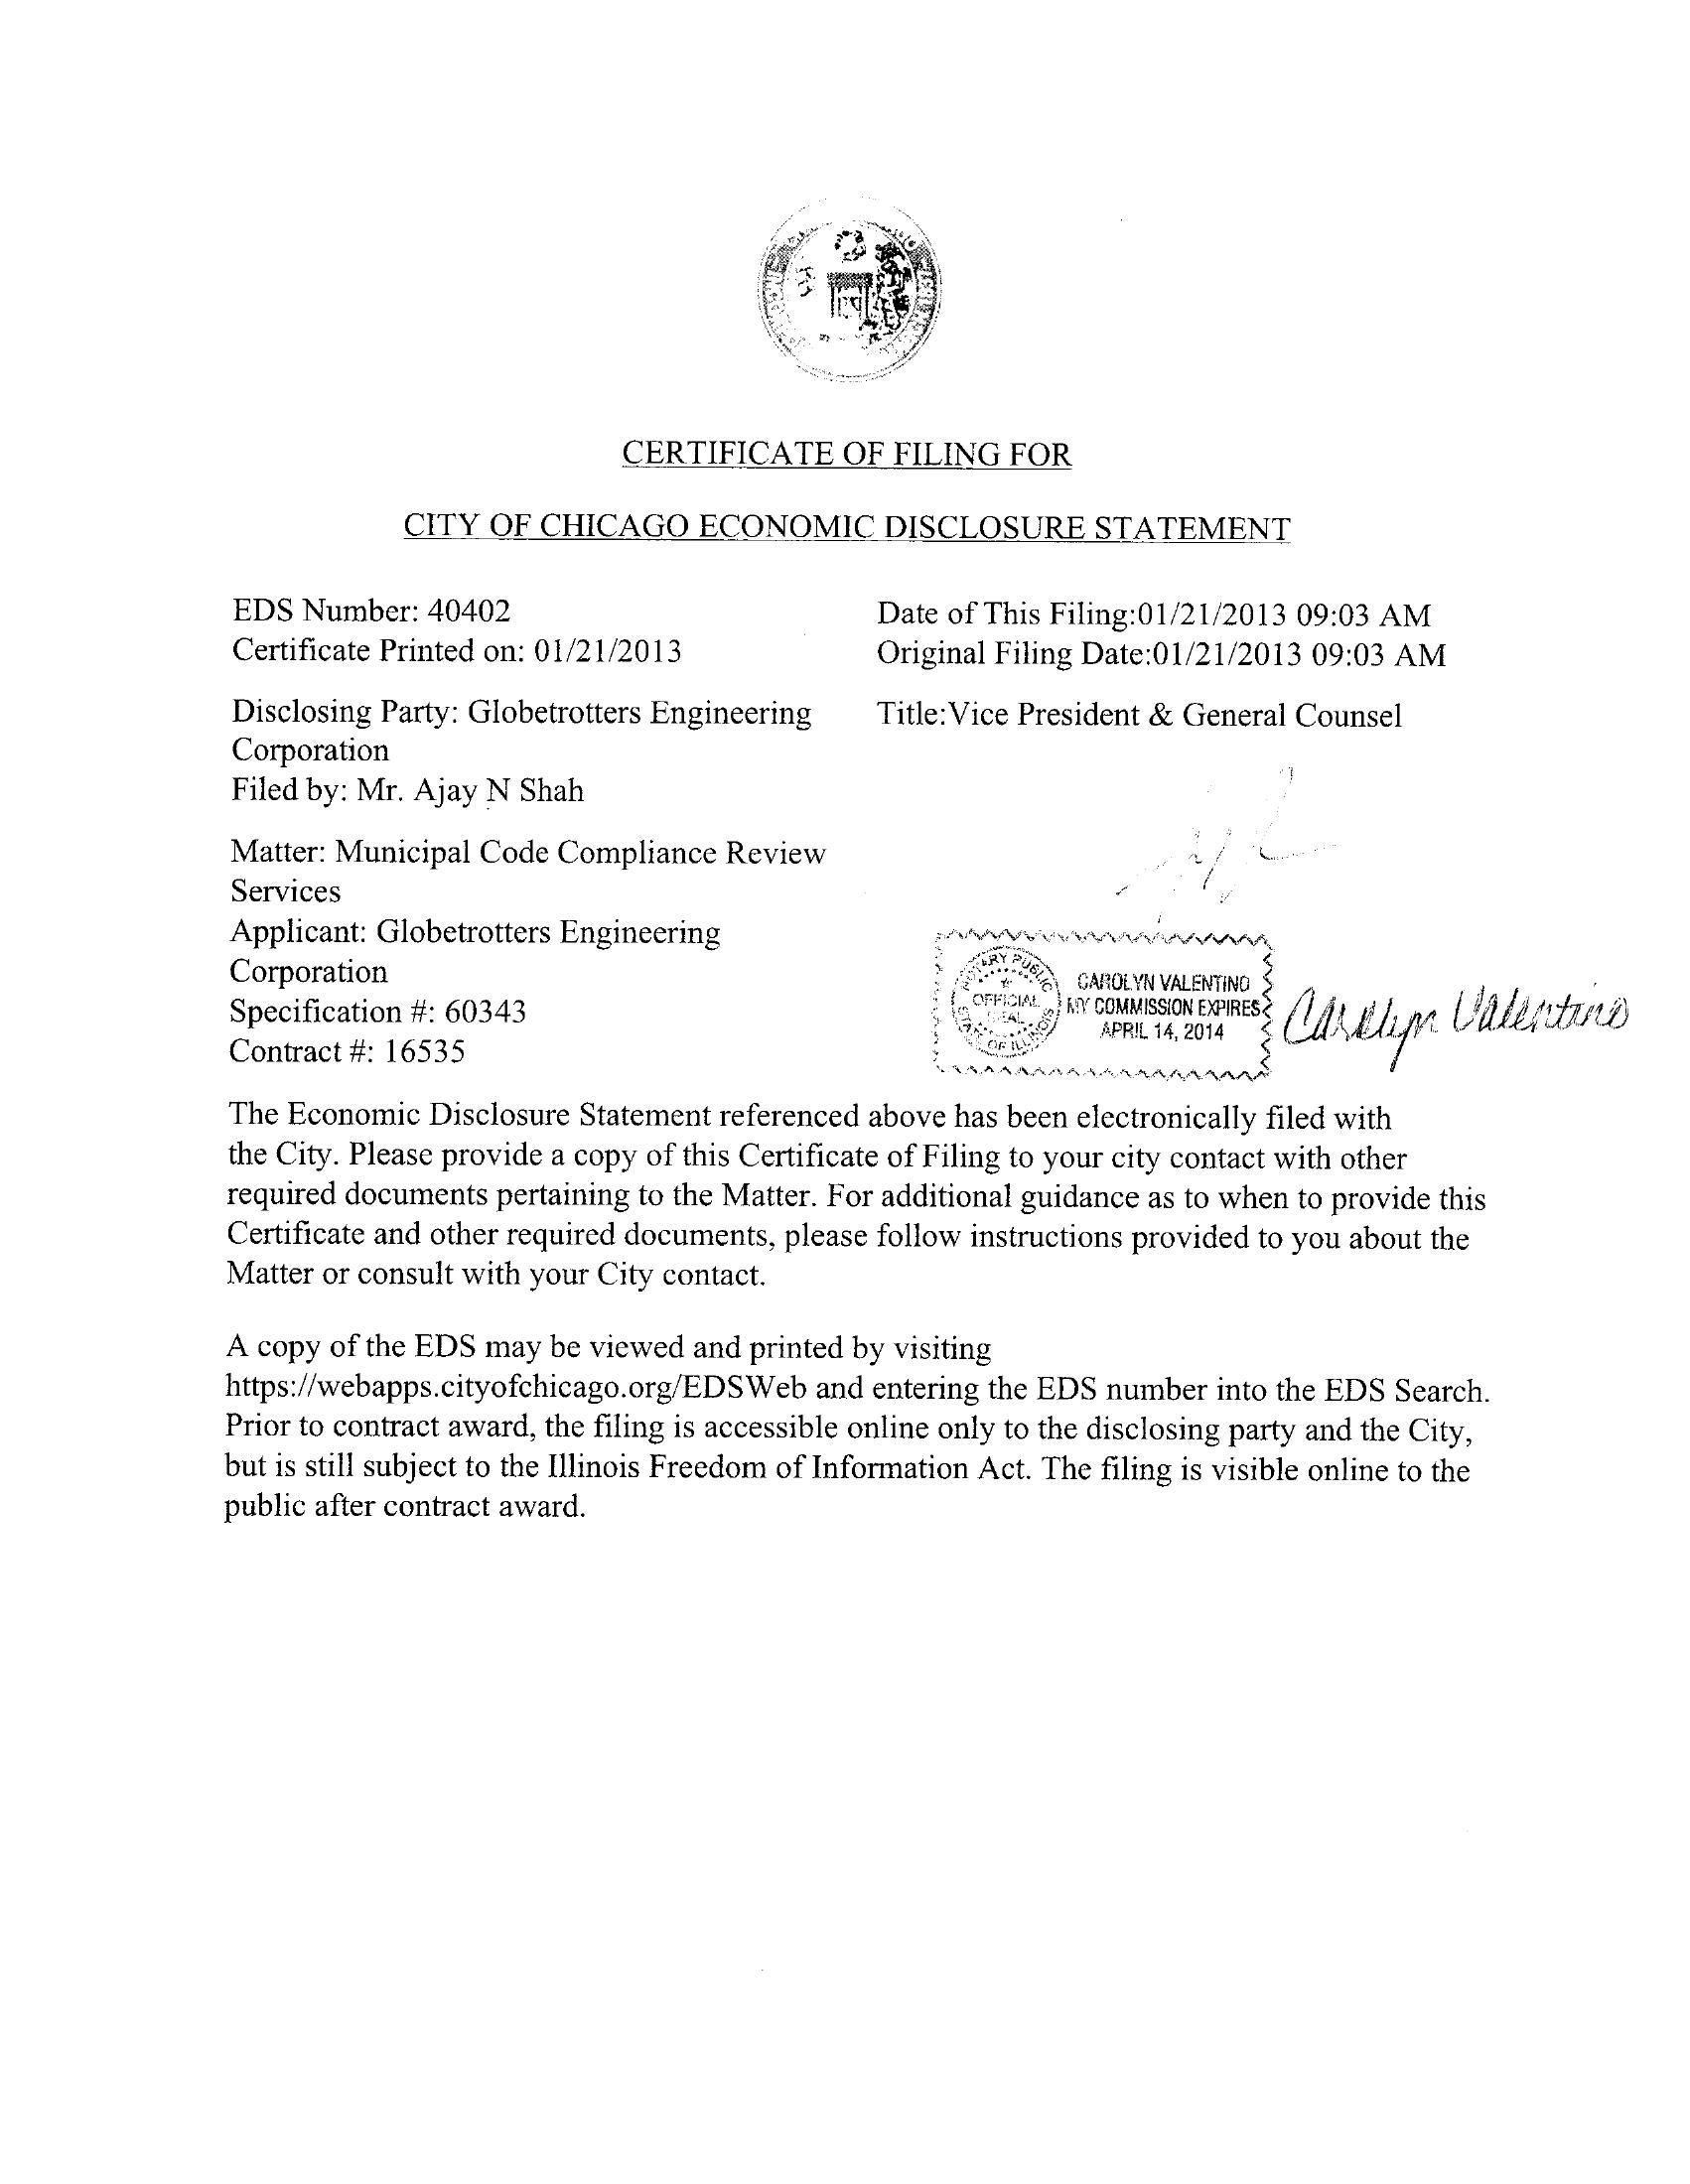 CERTIFICATE OF FILING FOR
CITY OF CHICAGO ECONOMIC DISCLOSURE STATEMENT
EDS Number: 40402
Date of This Filing:01/21/2013 09:03 AM
Certificate Printed on: 01/21/2013
Original Filing Date:01/21/2013 09:03 AM
Disclosing Party: Globetrotters Engineering
Corporation
Title:Vice President & General Counsel
Filed by: Mr. Ajay N Shah
Matter: Municipal Code Compliance Review
Services
Applicant: Globetrotters Engineering
Corporation
Specification #: 60343
Contract #: 16535
NOTARY PUBLIC
OFFICIAL
SEAL
STATE OF ILLINOIS
CAROLYN VALENTINO
MY COMMISSION EXPIRES
APRIL 14, 2014
Carolyn Valentino
The Economic Disclosure Statement referenced above has been electronically filed with
the City. Please provide a copy of this Certificate of Filing to your city contact with other
required documents pertaining to the Matter. For additional guidance as to when to provide this
Certificate and other required documents, please follow instructions provided to you about the
Matter or consult with your City contact.
A copy of the EDS may be viewed and printed by visiting
https://webapps.cityofchicago.org/EDSWeb and entering the EDS number into the EDS Search.
Prior to contract award, the filing is accessible online only to the disclosing party and the City,
but is still subject to the Illinois Freedom of Information Act. The filing is visible online to the
public after contract award.